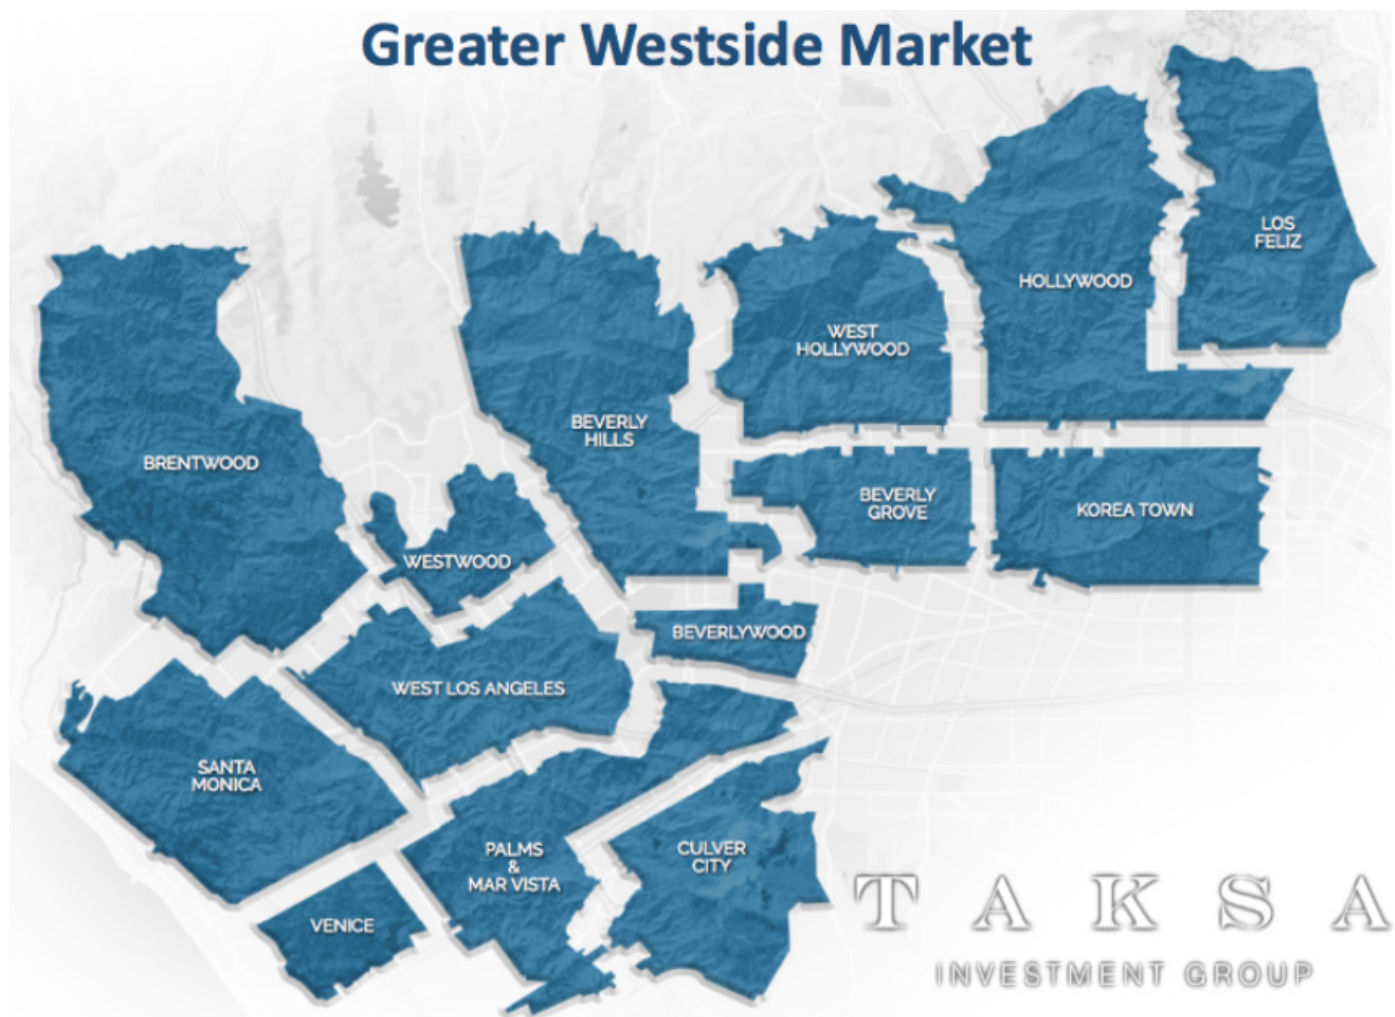 Greater Westside Market
LOS
FELIZ
HOLLYWOOD
WEST
HOLLYWOOD
BEVERLY
HILLS
BRENTWOOD
BEVERLY
GROVE
KOREA TOWN
WESTWOOD
BEVERLYWOOD
WEST LOS ANGELES
SANTA
MONICA
PALMS
&
MAR VISTA
CULVER
CITY
VENICE
TAKSA
INVESTMENT GROUP